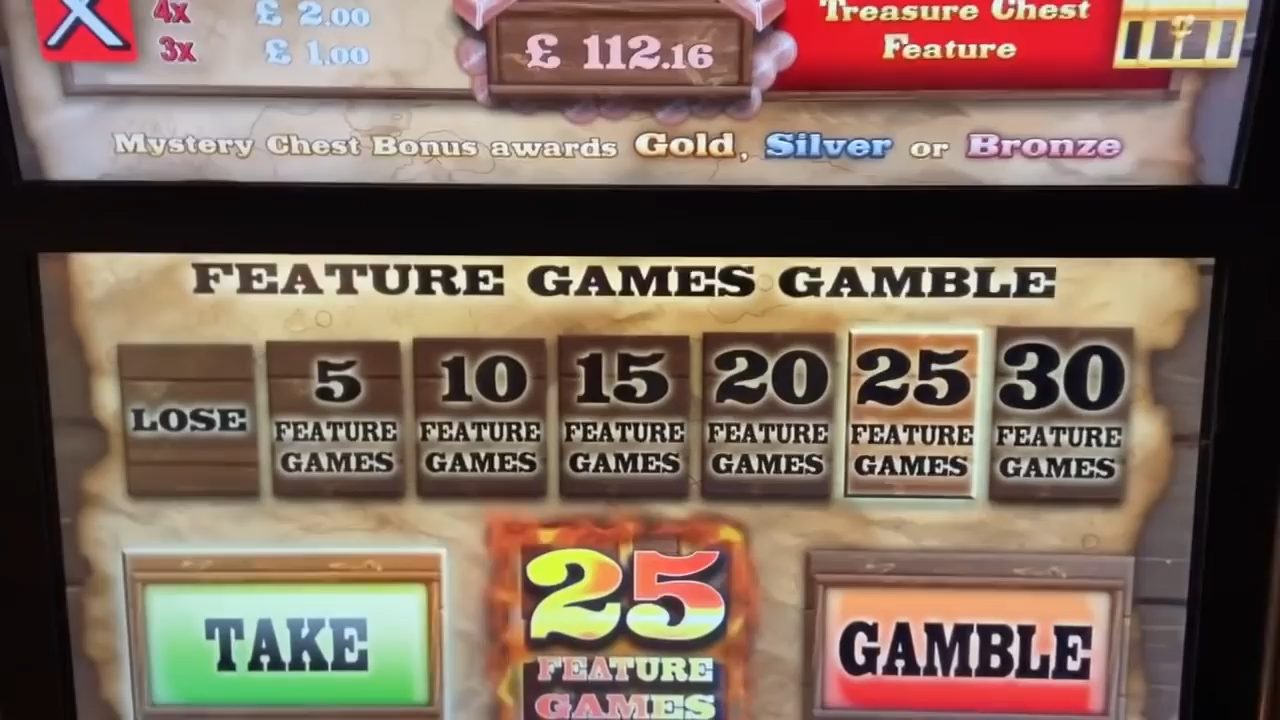 X
4x £ 2.00
3x £ 1.00
£ 112.16
Treasure Chest
Feature
Mystery Chest Bonus awards Gold, Silver or Bronze
FEATURE GAMES GAMBLE
LOSE
5
FEATURE
GAMES
10
FEATURE
GAMES
15
FEATURE
GAMES
20
FEATURE
GAMES
25
FEATURE
GAMES
30
FEATURE
GAMES
TAKE
25
FEATURE
GAMES
GAMBLE